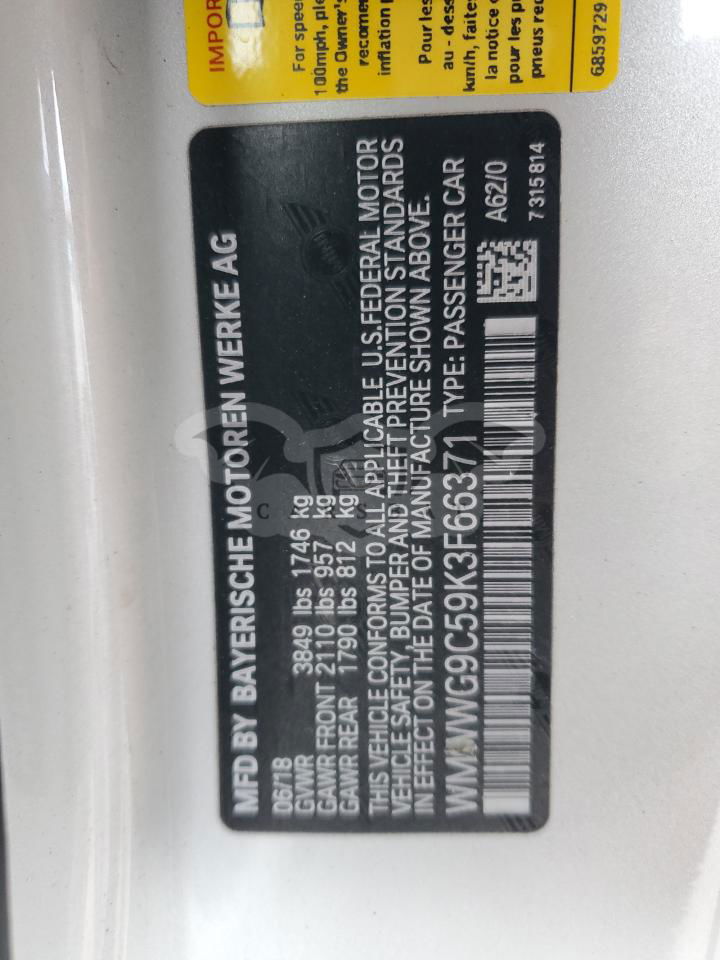 IMPOR
For spee
100mph, ple
the Owner's
recomme
inflation p
Pour les
au - dess
km/h, faites
la notice
pour les pr
pneus rec
6859729
MFD BY BAYERISCHE MOTOREN WERKE AG
06/18
GVWR 3849 lbs 1746 kg
GAWR FRONT 2110 lbs 957 kg
GAWR REAR 1790 lbs 812 kg
THIS VEHICLE CONFORMS TO ALL APPLICABLE U.S.FEDERAL MOTOR
VEHICLE SAFETY, BUMPER AND THEFT PREVENTION STANDARDS
IN EFFECT ON THE DATE OF MANUFACTURE SHOWN ABOVE.
WMWWG9C59K3F66371 TYPE: PASSENGER CAR
A62/0
7315814